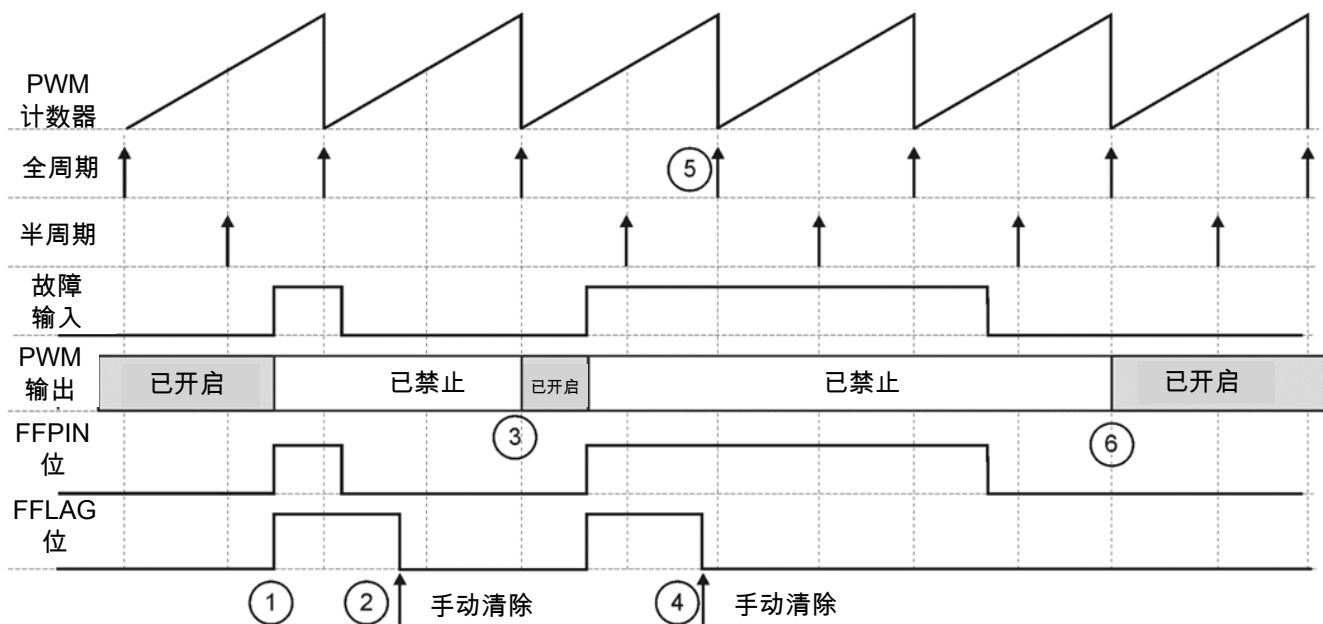 PWM
计数器
全周期
⑤
半周期
故障
输入
PWM
输出
已开启
已禁止
已开启
已禁止
已开启
③
⑥
FFPIN
位
FFLAG
位
①
②
手动清除
④
手动清除